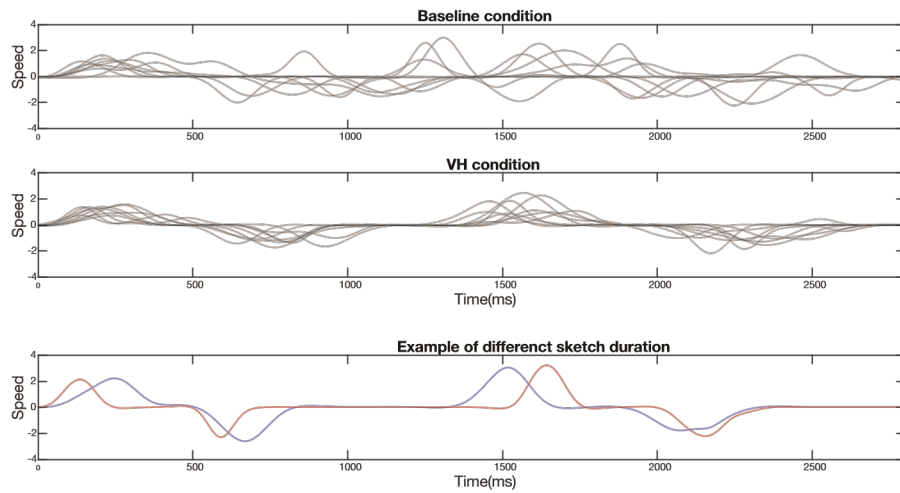 Baseline condition
4
2
0
-2
-4
Speed
0 500 1000 1500 2000 2500
VH condition
4
2
0
-2
-4
Speed
0 500 1000 1500 2000 2500
Time(ms)
Example of differenct sketch duration
4
2
0
-2
-4
Speed
0 500 1000 1500 2000 2500
Time(ms)